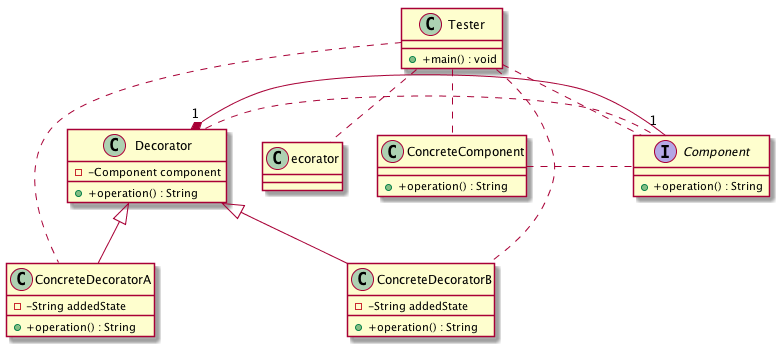 C Tester
+main() : void
1
1
C Decorator
-Component component
+operation() : String
C ecorator
C ConcreteComponent
+operation() : String
I Component
+operation() : String
C ConcreteDecoratorA
-String addedState
+operation() : String
C ConcreteDecoratorB
-String addedState
+operation() : String